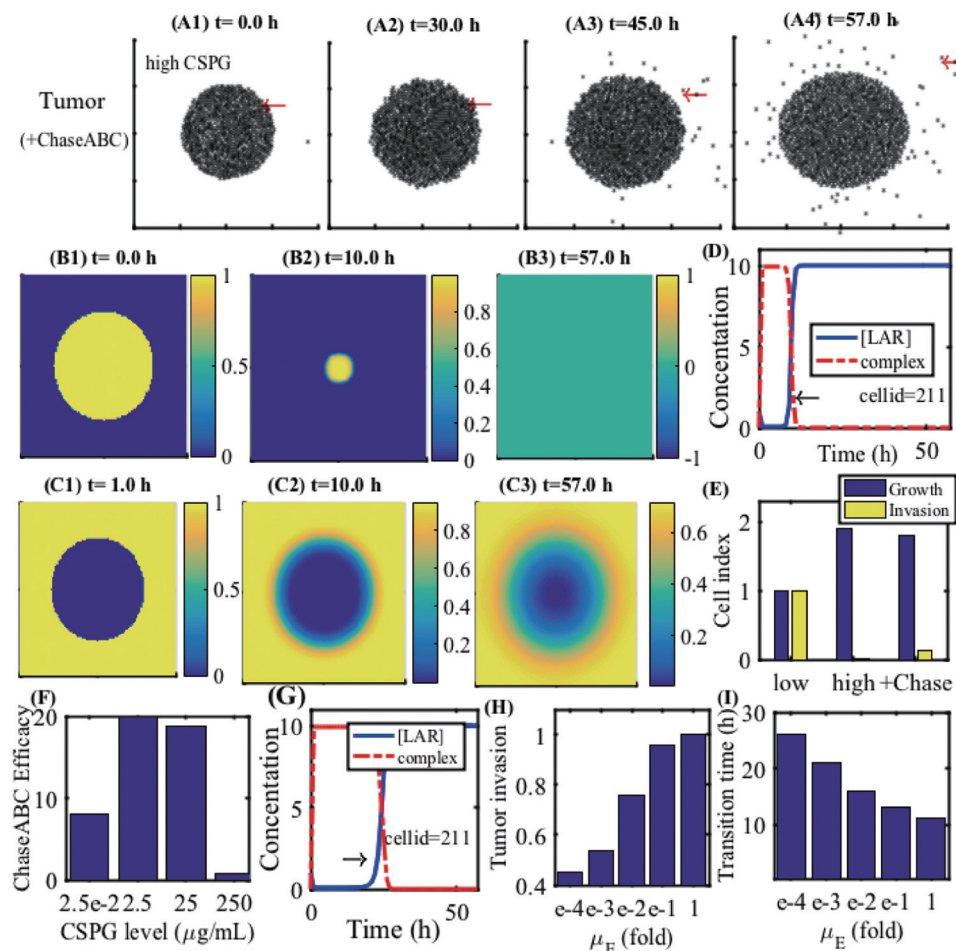 (A1) t= 0.0 h
(A2) t=30.0 h
(A3) t=45.0 h
(A4) t=57.0 h
high CSPG
Tumor
(+ChaseABC)
(B1) t=0.0 h
1
0.5
0
(B2) t=10.0 h
0.8
0.6
0.4
0.2
0
(B3) t=57.0 h
1
0
-1
(D)
Concentation
10
5
0
[LAR]
complex
cellid=211
0
50
Time (h)
(C1) t= 1.0 h
1
0.5
0
(C2) t=10.0 h
0.8
0.6
0.4
0.2
(C3) t=57.0 h
0.6
0.4
0.2
(E)
Growth
Invasion
Cell index
2
1
0
low
high
+Chase
(F)
ChaseABC Efficacy
20
10
0
2.5e-2
2.5
25
250
CSPG level (μg/mL)
(G)
Concentation
10
5
0
[LAR]
complex
cellid=211
0
50
Time (h)
(H)
Tumor invasion
1
0.8
0.6
0.4
e-4
e-3
e-2
e-1
1
μE (fold)
(I)
Transition time (h)
30
20
10
0
e-4
e-3
e-2
e-1
1
μE (fold)